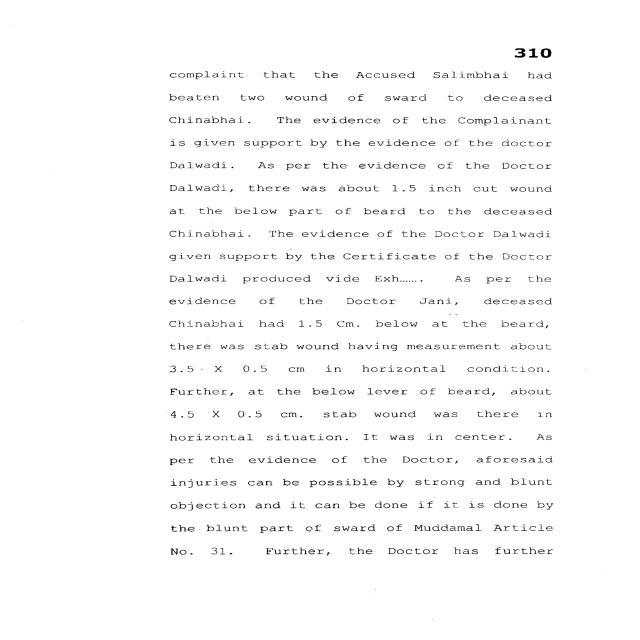 310
complaint that the Accused Salimbhai had
beaten two wound of sward to deceased
Chinabhai. The evidence of the Complainant
is given support by the evidence of the doctor
Dalwadi. As per the evidence of the Doctor
Dalwadi, there was about 1.5 inch cut wound
at the below part of beard to the deceased
Chinabhai. The evidence of the Doctor Dalwadi
given support by the Certificate of the Doctor
Dalwadi produced vide Exh……. As per the
evidence of the Doctor Jani, deceased
Chinabhai had 1.5 Cm. below at the beard,
there was stab wound having measurement about
3.5 X 0.5 cm in horizontal condition.
Further, at the below lever of beard, about
4.5 X 0.5 cm. stab wound was there in
horizontal situation. It was in center. As
per the evidence of the Doctor, aforesaid
injuries can be possible by strong and blunt
objection and it can be done if it is done by
the blunt part of sward of Muddamal Article
No. 31. Further, the Doctor has further